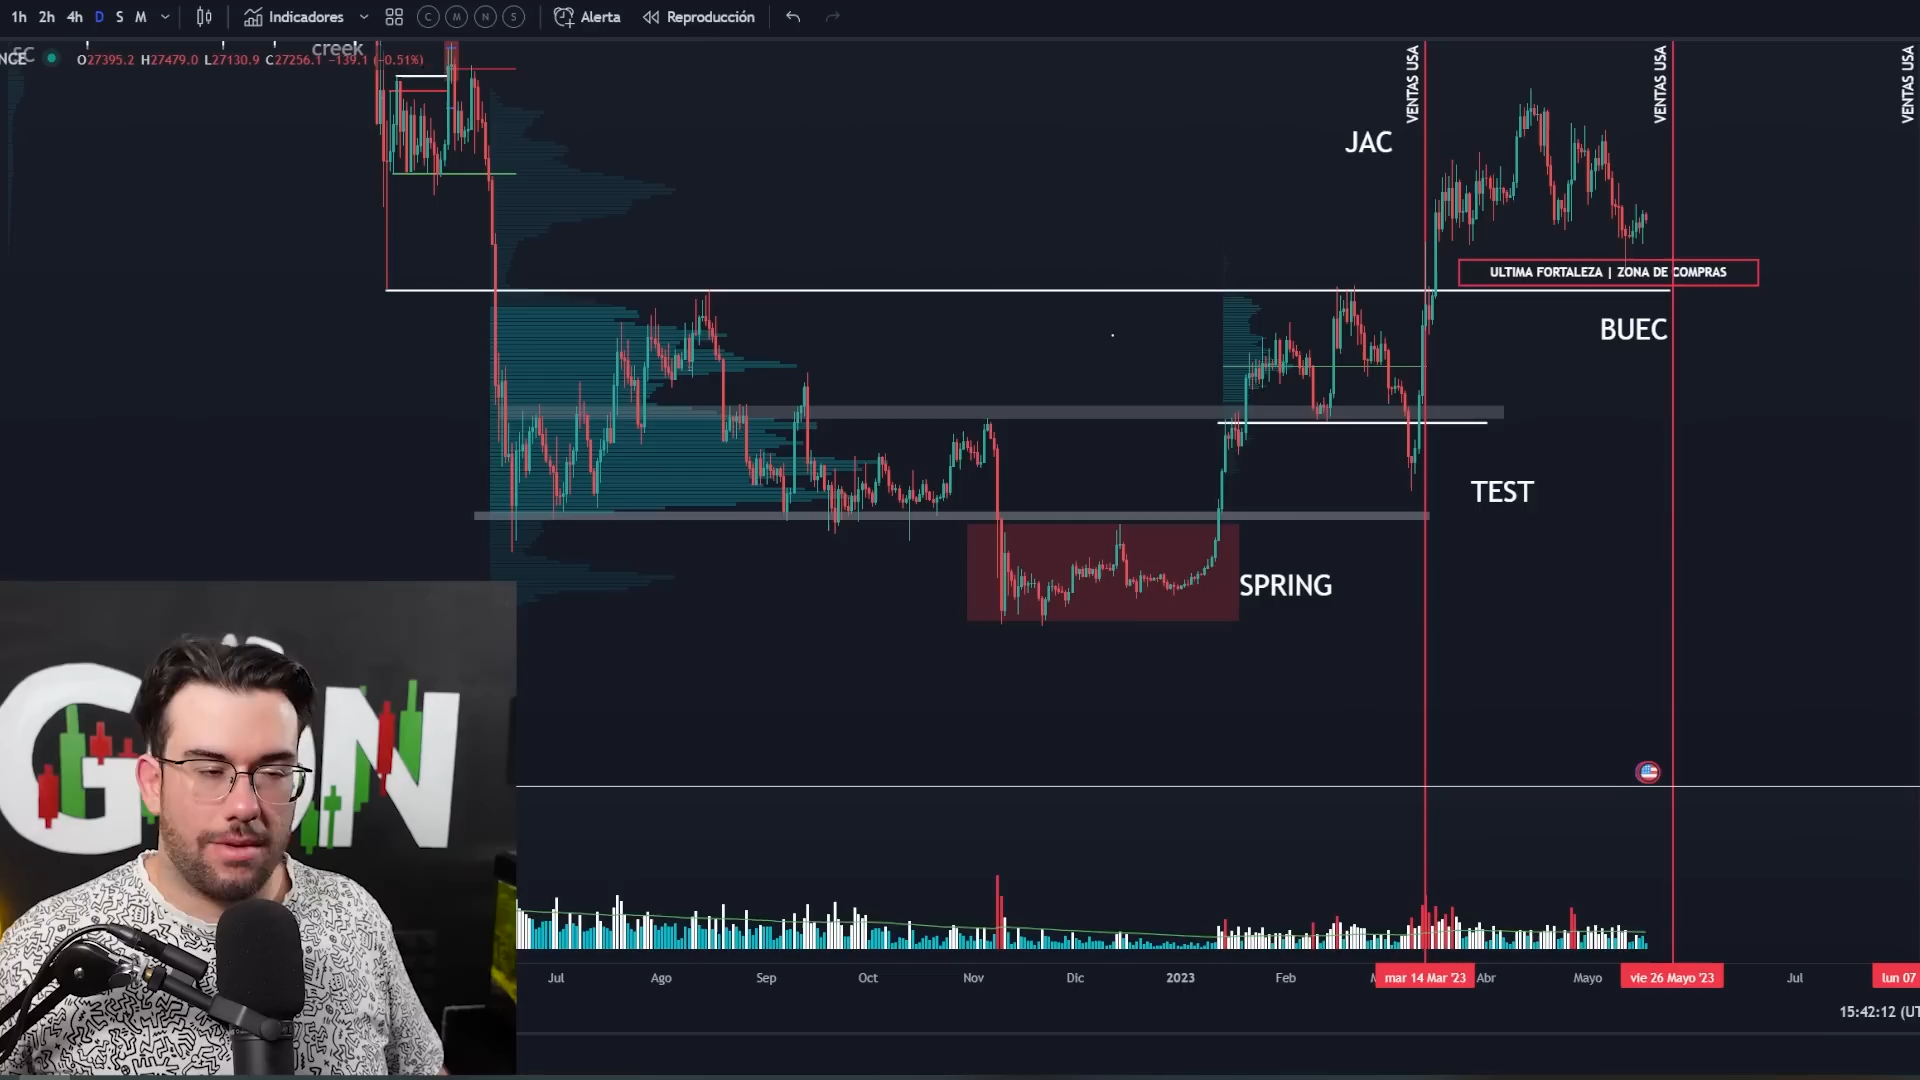 1h 2h 4h D S M Indicadores C M N S Alerta Reproducción
SC creek
NCE O27395.2 H27479.0 L27130.9 C27256.1 −139.1 (−0.51%)
VENTAS USA
VENTAS USA
VENTAS USA
JAC
ULTIMA FORTALEZA | ZONA DE COMPRAS
BUEC
TEST
SPRING
Jul Ago Sep Oct Nov Dic 2023 Feb M mar 14 Mar '23 Abr Mayo vie 26 Mayo '23 Jul lun 07
15:42:12 (UT